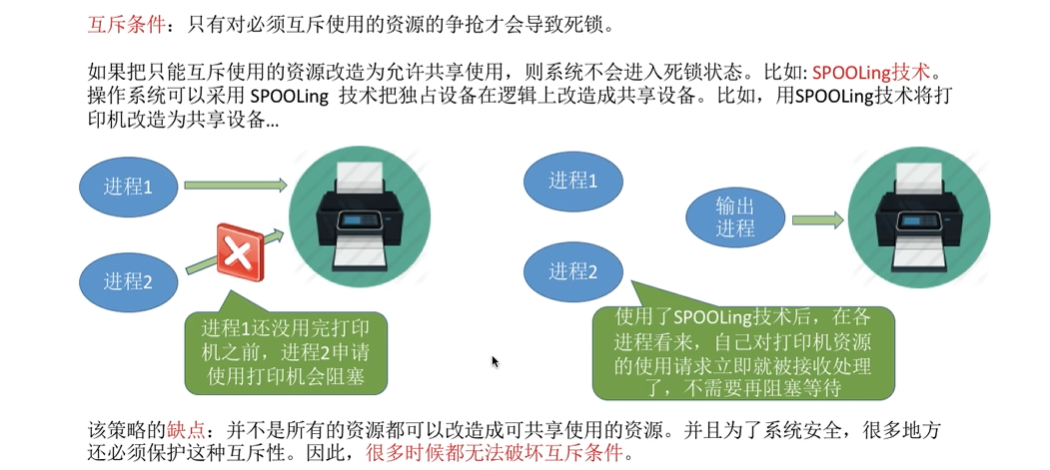 互斥条件：只有对必须互斥使用的资源的争抢才会导致死锁。
如果把只能互斥使用的资源改造为允许共享使用，则系统不会进入死锁状态。比如: SPOOLing技术。
操作系统可以采用 SPOOLing 技术把独占设备在逻辑上改造成共享设备。比如，用SPOOLing技术将打
印机改造为共享设备...
进程1
进程2
进程1还没用完打印
机之前，进程2申请
使用打印机会阻塞
进程1
进程2
输出
进程
使用了SPOOLing技术后，在各
进程看来，自己对打印机资源
的使用请求立即就被接收处理
了，不需要再阻塞等待
该策略的缺点：并不是所有的资源都可以改造成可共享使用的资源。并且为了系统安全，很多地方
还必须保护这种互斥性。因此，很多时候都无法破坏互斥条件。